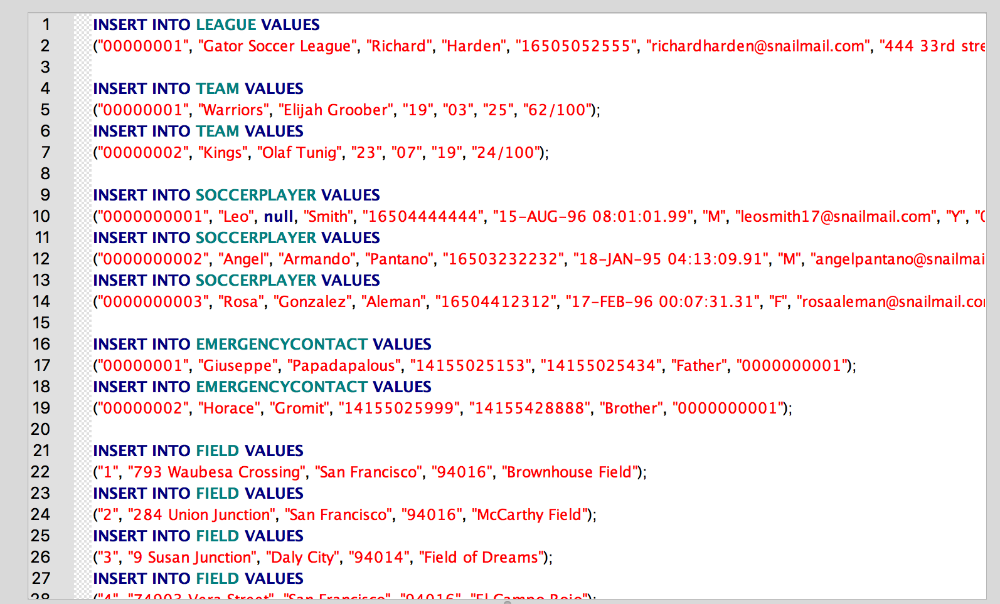 1 INSERT INTO LEAGUE VALUES
2 ("00000001", "Gator Soccer League", "Richard", "Harden", "16505052555", "richardharden@snailmail.com", "444 33rd stre
3
4 INSERT INTO TEAM VALUES
5 ("00000001", "Warriors", "Elijah Groober", "19", "03", "25", "62/100");
6 INSERT INTO TEAM VALUES
7 ("00000002", "Kings", "Olaf Tunig", "23", "07", "19", "24/100");
8
9 INSERT INTO SOCCERPLAYER VALUES
10 ("0000000001", "Leo", null, "Smith", "16504444444", "15-AUG-96 08:01:01.99", "M", "leosmith17@snailmail.com", "Y", "0
11 INSERT INTO SOCCERPLAYER VALUES
12 ("0000000002", "Angel", "Armando", "Pantano", "16503232232", "18-JAN-95 04:13:09.91", "M", "angelpantano@snailmai
13 INSERT INTO SOCCERPLAYER VALUES
14 ("0000000003", "Rosa", "Gonzalez", "Aleman", "16504412312", "17-FEB-96 00:07:31.31", "F", "rosaaleman@snailmail.co
15
16 INSERT INTO EMERGENCYCONTACT VALUES
17 ("00000001", "Giuseppe", "Papadapalous", "14155025153", "14155025434", "Father", "0000000001");
18 INSERT INTO EMERGENCYCONTACT VALUES
19 ("00000002", "Horace", "Gromit", "14155025999", "14155428888", "Brother", "0000000001");
20
21 INSERT INTO FIELD VALUES
22 ("1", "793 Waubesa Crossing", "San Francisco", "94016", "Brownhouse Field");
23 INSERT INTO FIELD VALUES
24 ("2", "284 Union Junction", "San Francisco", "94016", "McCarthy Field");
25 INSERT INTO FIELD VALUES
26 ("3", "9 Susan Junction", "Daly City", "94014", "Field of Dreams");
27 INSERT INTO FIELD VALUES
28 ("4", "74903 Vera Street", "San Francisco", "94016", "El Campo Rojo");